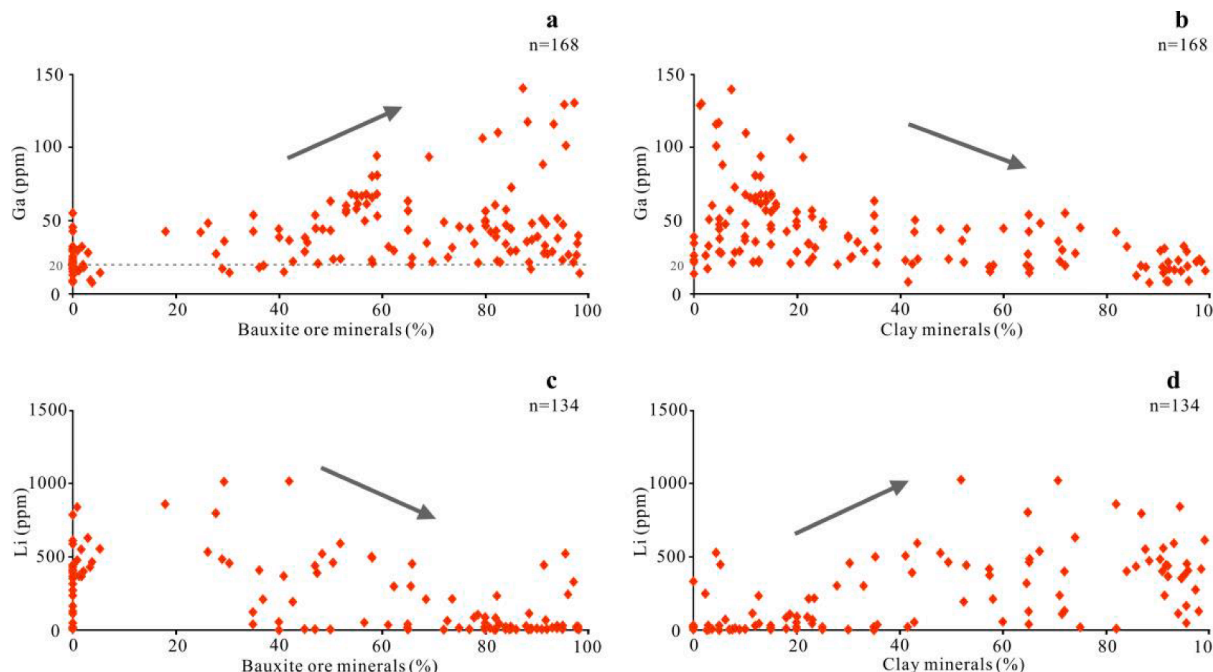 a
n=168
150
100
50
20
0
Ga (ppm)
0 20 40 60 80 100
Bauxite ore minerals (%)
b
n=168
150
100
50
20
0
Ga (ppm)
0 20 40 60 80 10
Clay minerals (%)
c
n=134
1500
1000
500
0
Li (ppm)
0 20 40 60 80 100
Bauxite ore minerals (%)
d
n=134
1500
1000
500
0
Li (ppm)
0 20 40 60 80 100
Clay minerals (%)